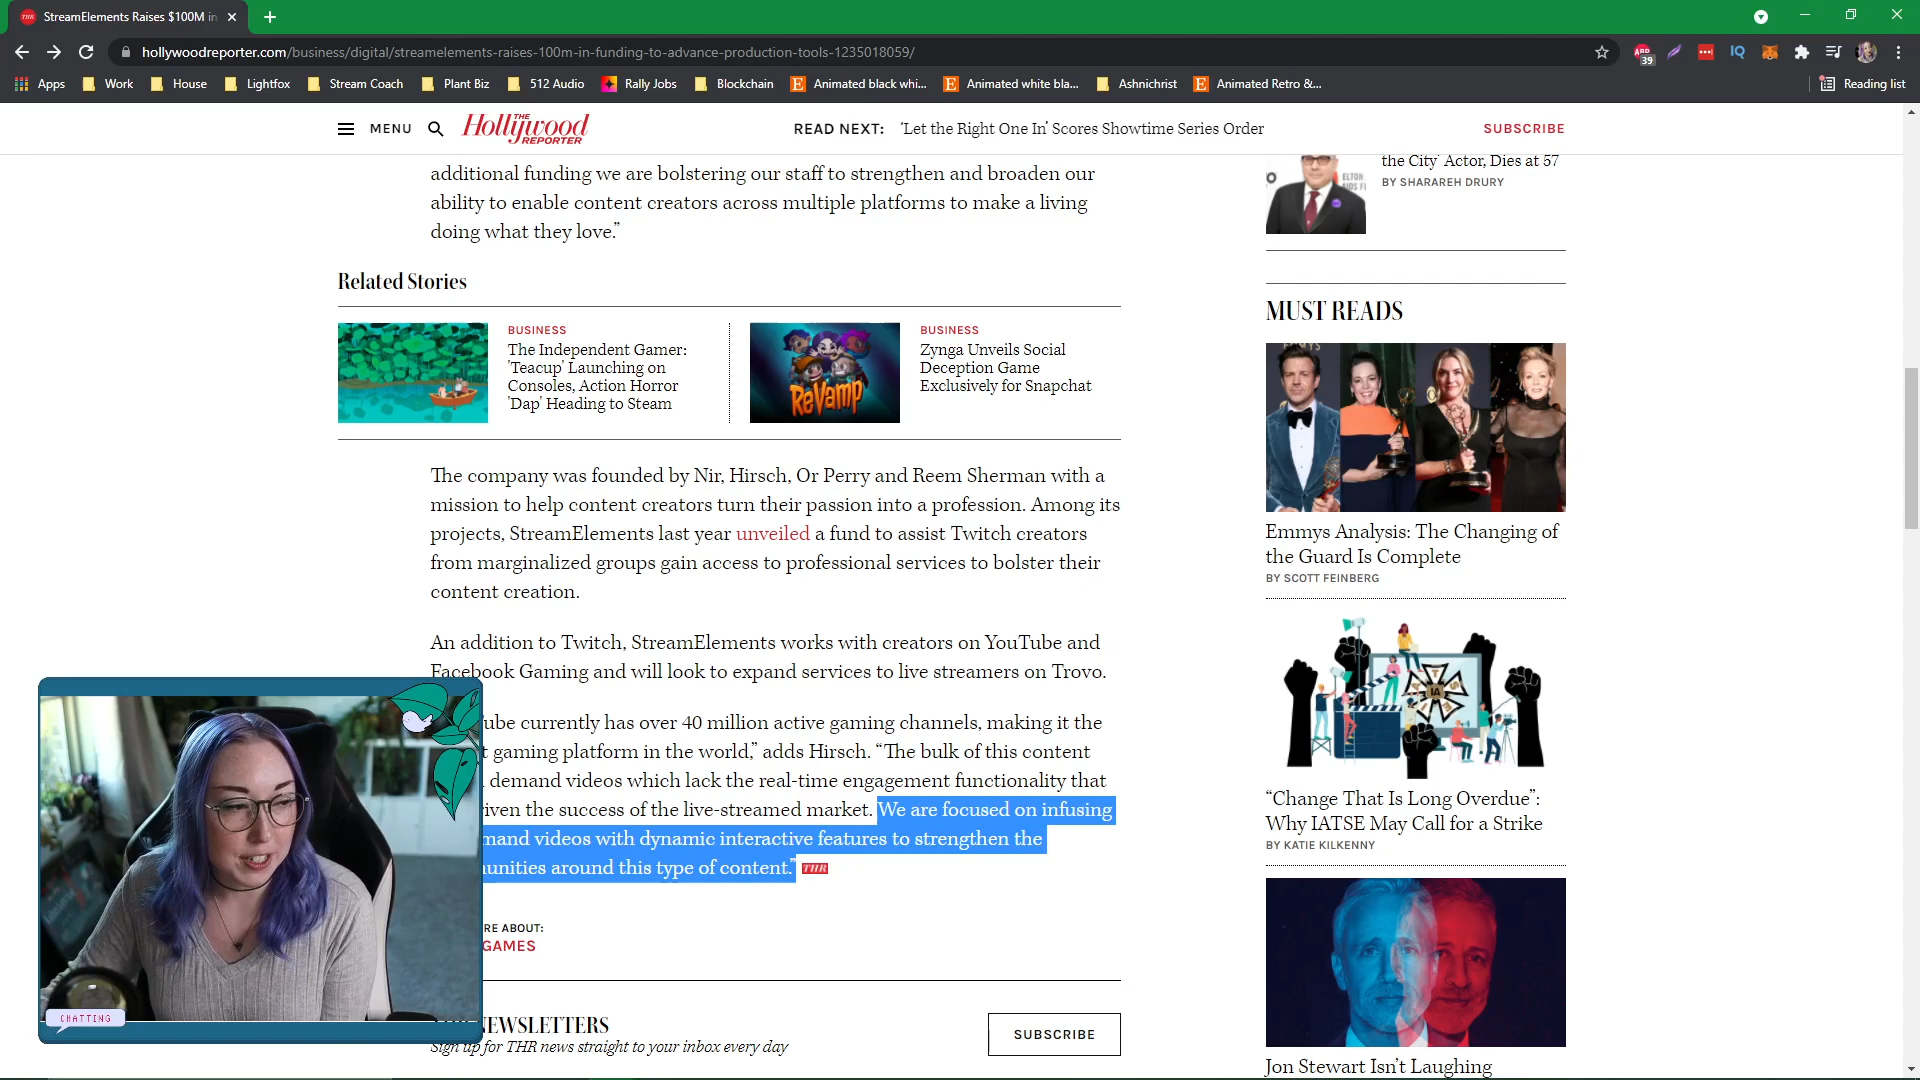 StreamElements Raises $100M in
hollywoodreporter.com/business/digital/streamelements-raises-100m-in-funding-to-advance-production-tools-1235018059/
39
Apps Work House Lightfox Stream Coach Plant Biz 512 Audio Rally Jobs Blockchain Animated black whi... Animated white bla... Ashnichrist Animated Retro &... Reading list
MENU
THE
Hollywood
REPORTER
READ NEXT: ‘Let the Right One In’ Scores Showtime Series Order
SUBSCRIBE
additional funding we are bolstering our staff to strengthen and broaden our
ability to enable content creators across multiple platforms to make a living
doing what they love.”
Related Stories
BUSINESS
The Independent Gamer:
'Teacup' Launching on
Consoles, Action Horror
'Dap' Heading to Steam
ReVamp
BUSINESS
Zynga Unveils Social
Deception Game
Exclusively for Snapchat
The company was founded by Nir, Hirsch, Or Perry and Reem Sherman with a
mission to help content creators turn their passion into a profession. Among its
projects, StreamElements last year unveiled a fund to assist Twitch creators
from marginalized groups gain access to professional services to bolster their
content creation.
An addition to Twitch, StreamElements works with creators on YouTube and
Facebook Gaming and will look to expand services to live streamers on Trovo.
Tube currently has over 40 million active gaming channels, making it the
t gaming platform in the world,” adds Hirsch. “The bulk of this content
demand videos which lack the real-time engagement functionality that
riven the success of the live-streamed market. We are focused on infusing
mand videos with dynamic interactive features to strengthen the
unities around this type of content.” THR
RE ABOUT:
GAMES
NEWSLETTERS
Sign up for THR news straight to your inbox every day
SUBSCRIBE
CHATTING
the City' Actor, Dies at 57
BY SHARAREH DRURY
MUST READS
Emmys Analysis: The Changing of
the Guard Is Complete
BY SCOTT FEINBERG
IA
“Change That Is Long Overdue”:
Why IATSE May Call for a Strike
BY KATIE KILKENNY
Jon Stewart Isn’t Laughing